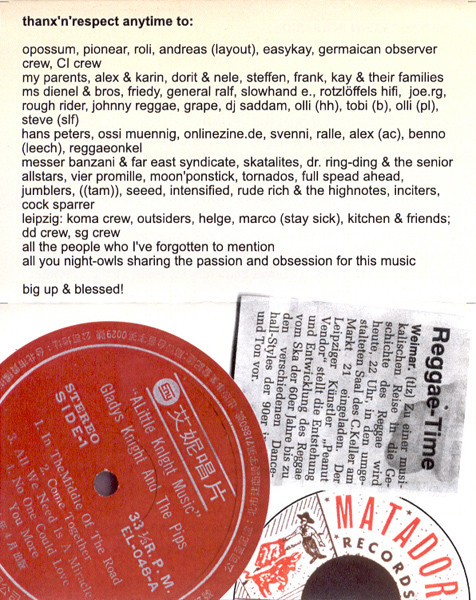 thanx'n'respect anytime to:
opossum, pionear, roli, andreas (layout), easykay, germaican observer
crew, CI crew
my parents, alex & karin, dorit & nele, steffen, frank, kay & their families
ms dienel & bros, friedy, general ralf, slowhand e., rotzlöffels hifi, joe.rg,
rough rider, johnny reggae, grape, dj saddam, olli (hh), tobi (b), olli (pl),
steve (slf)
hans peters, ossi muennig, onlinezine.de, svenni, ralle, alex (ac), benno
(leech), reggaeonkel
messer banzani & far east syndicate, skatalites, dr. ring-ding & the senior
allstars, vier promille, moon'ponstick, tornados, full spead ahead,
jumblers, ((tam)), seeed, intensified, rude rich & the highnotes, inciters,
cock sparrer
leipzig: koma crew, outsiders, helge, marco (stay sick), kitchen & friends;
dd crew, sg crew
all the people who I've forgotten to mention
all you night-owls sharing the passion and obsession for this music
big up & blessed!
艾妮唱片
"A Little Knight Music"
Gladys Knight And The Pips
STEREO
SIDE-1
33⅓R.P.M.
EL-048-A
1. In The Middle Of The Road
2. Come Together
3. All I Need Is A Miracle
No One Could Love
You More
Reggae-Time
Weimar. (tlz) Zu einer musi-
kalischen Reise in die Ge-
schichte des Reggae wird
heute, 22 Uhr, in den umge-
stalteten Saal des C.Keller am
Markt 21 eingeladen. Der
Leipziger Künstler „Peanut
Vendor" stellt die Entstehung
und Entwicklung des Reggae
vom Ska der 60er Jahre bis zu
den verschiedenen Dance-
hall-Styles der 90er
und Ton vor.
MATADOR
RECORDS